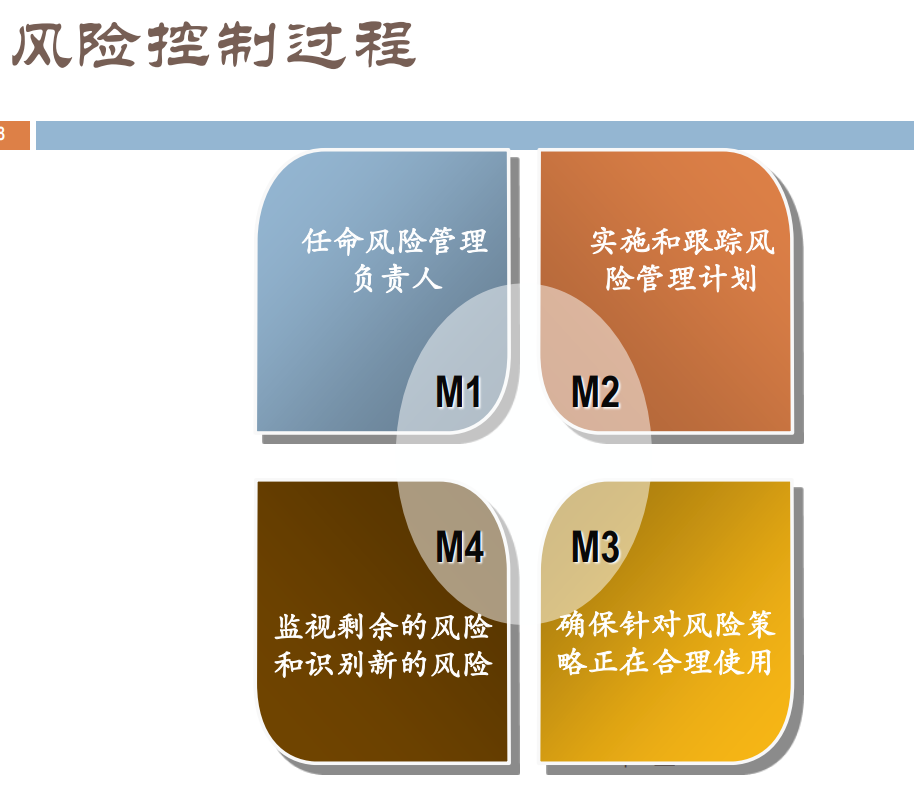 风险控制过程
3
任命风险管理
负责人
M1
实施和跟踪风
险管理计划
M2
M4
监视剩余的风险
和识别新的风险
M3
确保针对风险策
略正在合理使用